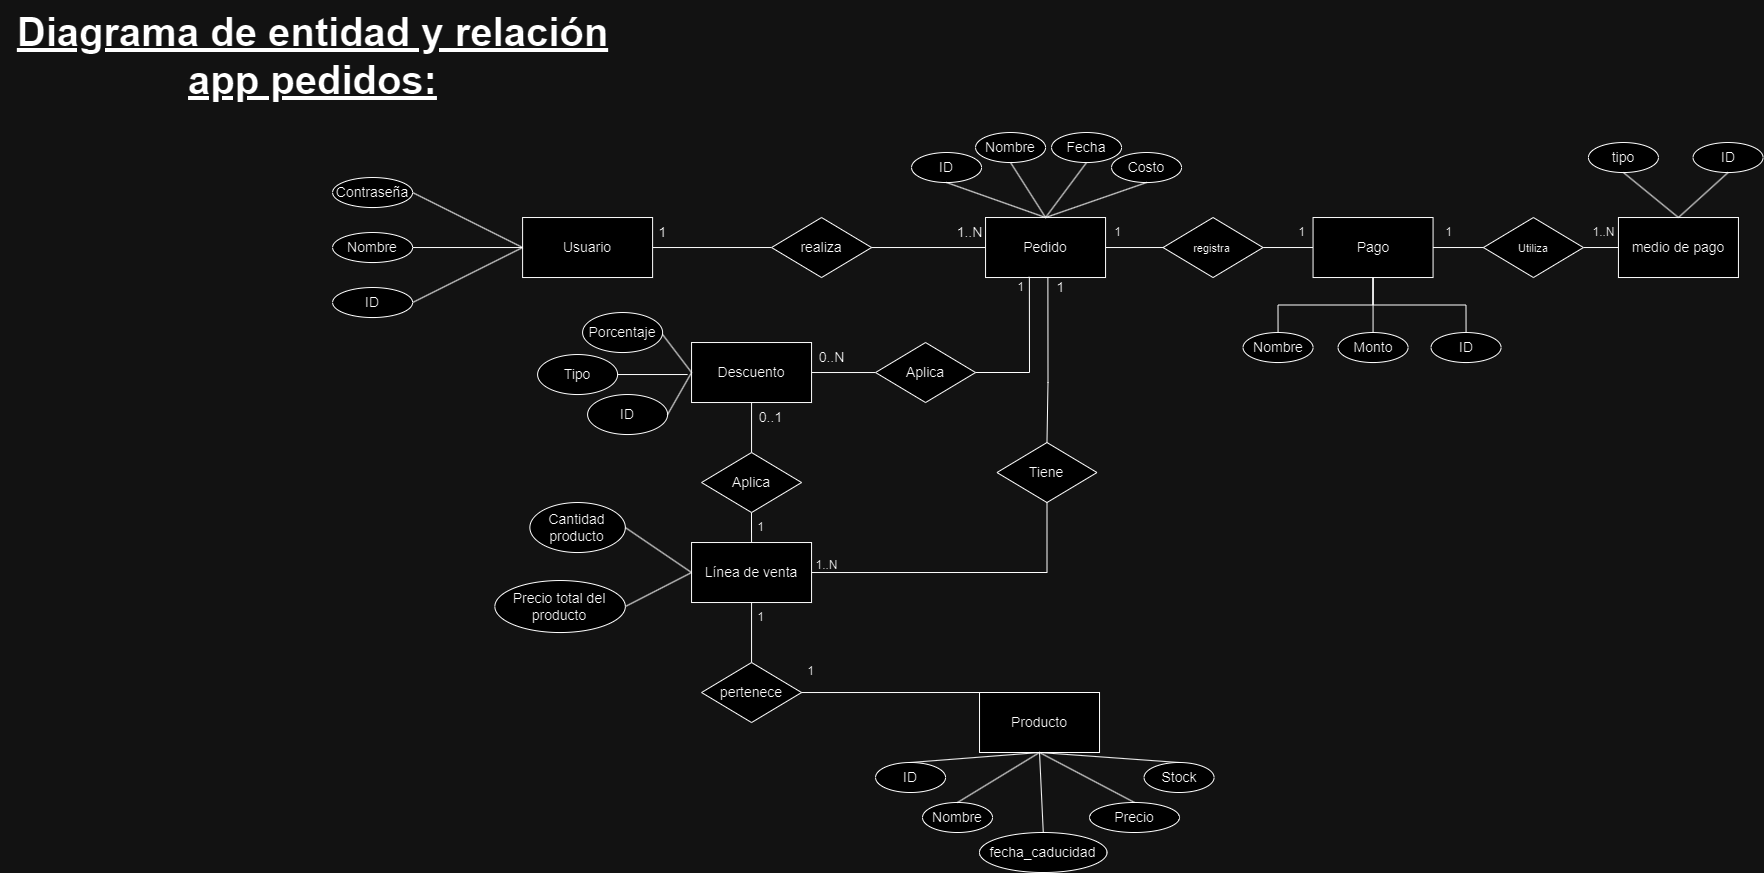 Diagrama de entidad y relación
app pedidos:
Nombre
Fecha
ID
Costo
tipo
ID
Contraseña
Nombre
ID
Usuario
1
realiza
1..N
Pedido
1
registra
1
Pago
1
Utiliza
1..N
medio de pago
1
1
Nombre
Monto
ID
Porcentaje
Tipo
ID
Descuento
0..N
Aplica
0..1
Aplica
1
Tiene
Cantidad
producto
Precio total del
producto
Línea de venta
1..N
1
pertenece
1
Producto
ID
Stock
Nombre
Precio
fecha_caducidad